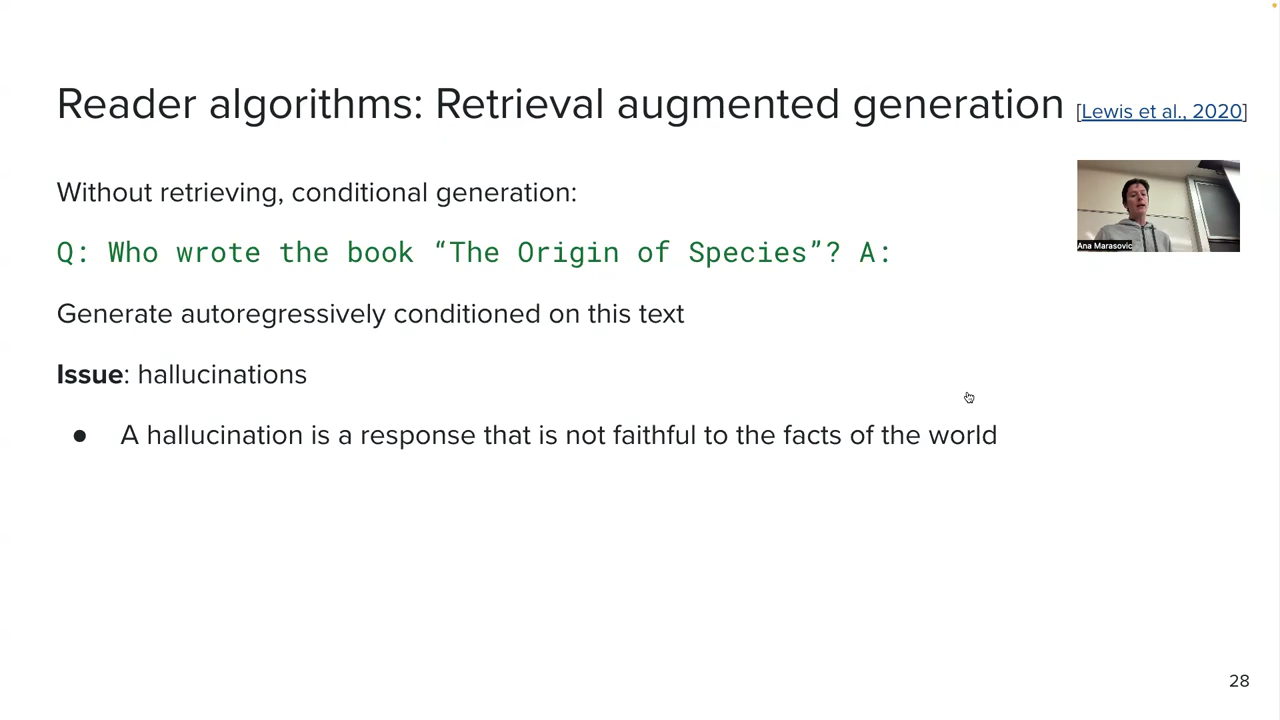 Reader algorithms: Retrieval augmented generation [Lewis et al., 2020]
Without retrieving, conditional generation:
Ana Marasovic
Q: Who wrote the book “The Origin of Species”? A:
Generate autoregressively conditioned on this text
Issue: hallucinations
● A hallucination is a response that is not faithful to the facts of the world
28